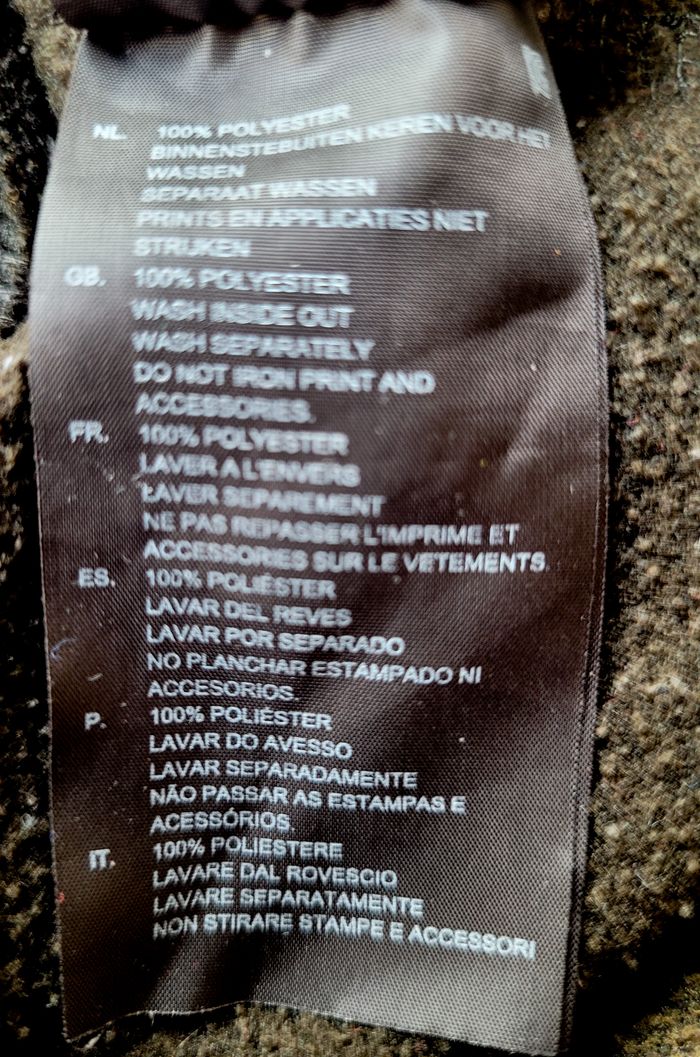 NL. 100% POLYESTER
BINNENSTEBUITEN KEREN VOOR HET
WASSEN
SEPARAAT WASSEN
PRINTS EN APPLICATIES NIET
STRIJKEN
GB. 100% POLYESTER
WASH INSIDE OUT
WASH SEPARATELY
DO NOT IRON PRINT AND
ACCESSORIES.
FR. 100% POLYESTER
LAVER A L'ENVERS
LAVER SEPAREMENT
NE PAS REPASSER L'IMPRIME ET
ACCESSORIES SUR LE VETEMENTS.
ES. 100% POLIÉSTER
LAVAR DEL REVES
LAVAR POR SEPARADO
NO PLANCHAR ESTAMPADO NI
ACCESORIOS.
P. 100% POLIÉSTER
LAVAR DO AVESSO
LAVAR SEPARADAMENTE
NÃO PASSAR AS ESTAMPAS E
ACESSÓRIOS.
IT. 100% POLIESTERE
LAVARE DAL ROVESCIO
LAVARE SEPARATAMENTE
NON STIRARE STAMPE E ACCESSORI